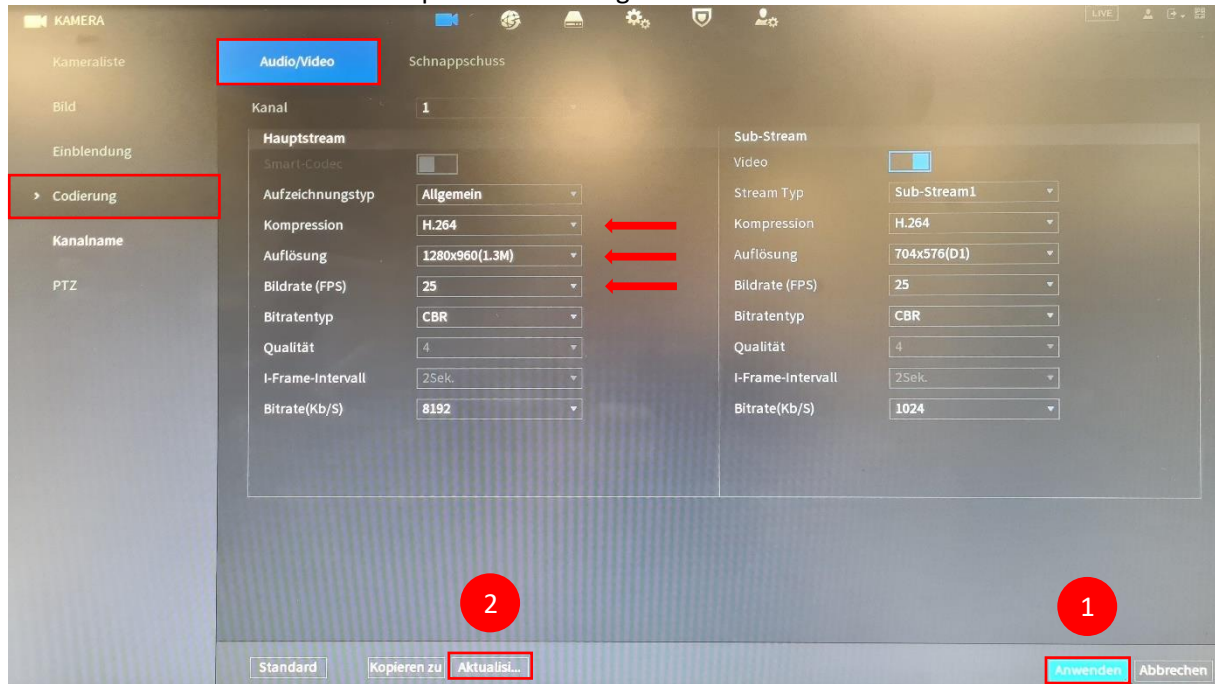 KAMERA
LIVE
Kameraliste
Audio/Video
Schnappschuss
Bild
Kanal
1
Einblendung
Hauptstream
Sub-Stream
Smart-Codec
Video
Codierung
Aufzeichnungstyp
Allgemein
Stream Typ
Sub-Stream1
Kompression
H.264
Kompression
H.264
Kanalname
Auflösung
1280x960(1.3M)
Auflösung
704x576(D1)
PTZ
Bildrate (FPS)
25
Bildrate (FPS)
25
Bitratentyp
CBR
Bitratentyp
CBR
Qualität
4
Qualität
4
I-Frame-Intervall
2Sek.
I-Frame-Intervall
2Sek.
Bitrate(Kb/S)
8192
Bitrate(Kb/S)
1024
2
1
Standard
Kopieren zu
Aktualisi...
Anwenden
Abbrechen